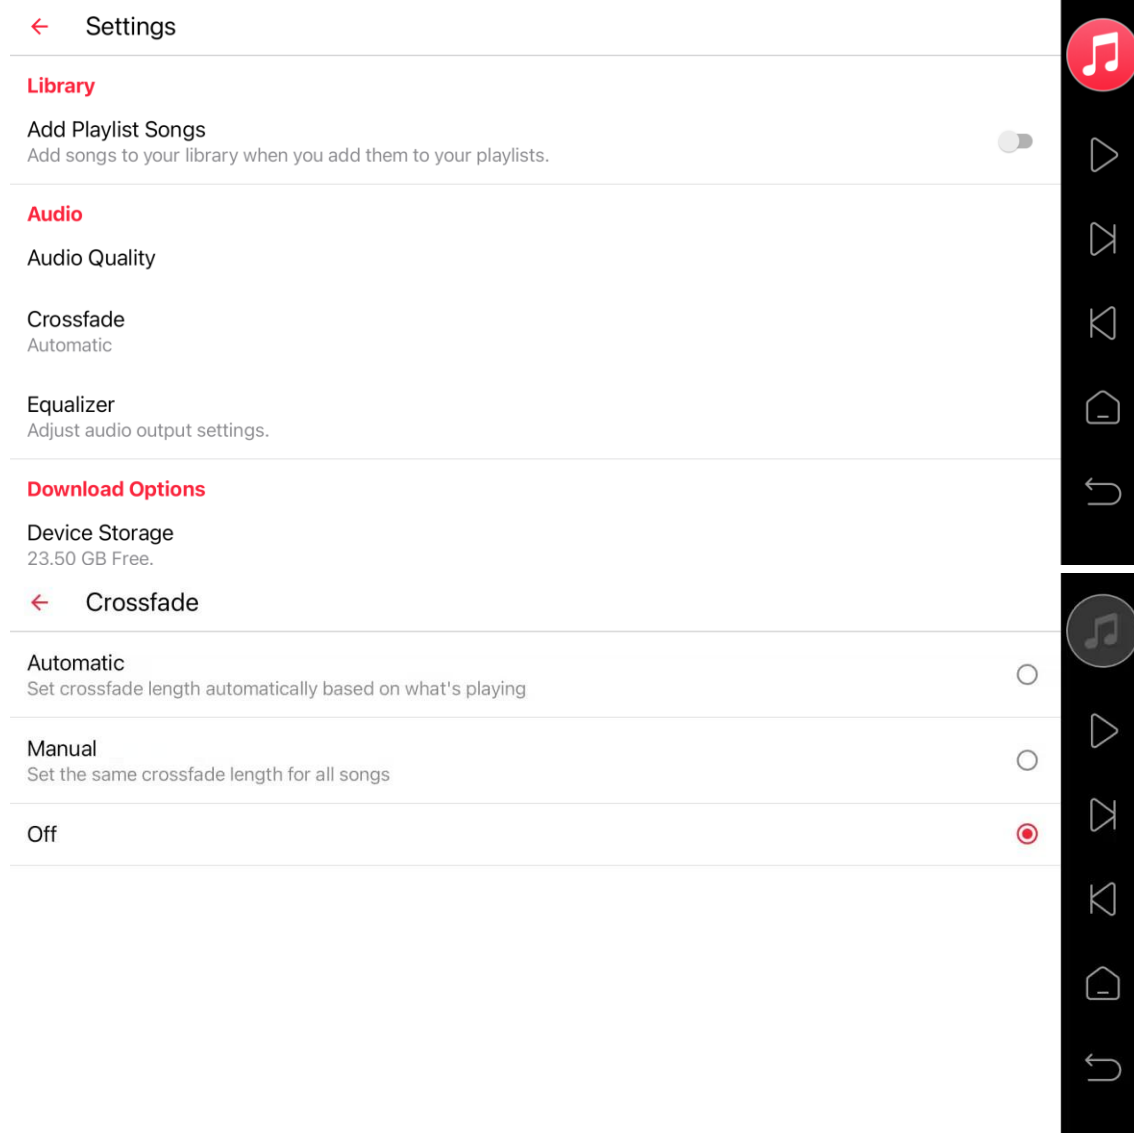 Settings
Library
Add Playlist Songs
Add songs to your library when you add them to your playlists.
Audio
Audio Quality
Crossfade
Automatic
Equalizer
Adjust audio output settings.
Download Options
Device Storage
23.50 GB Free.
Crossfade
Automatic
Set crossfade length automatically based on what's playing
Manual
Set the same crossfade length for all songs
Off